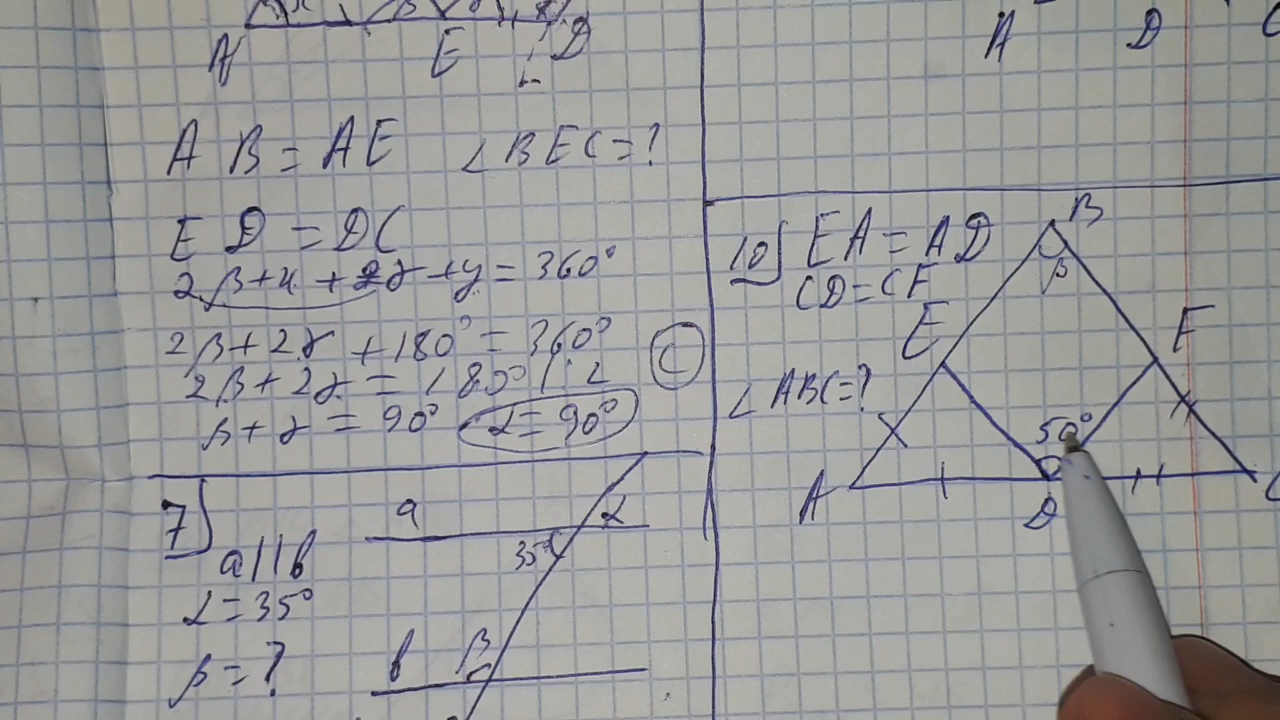 A E D
AB = AE ∠BEC = ?
ED = DC
2β + x + 2γ + y = 360°
2β + 2γ + 180° = 360°
2β + 2γ = 180° | : 2
β + γ = 90° α = 90°
C
7)
a || b
α = 35°
β = ?
a
α
35°
b β
A D C
10) EA = AD
CD = CF
∠ABC = ?
B
β
E F
50°
A D C